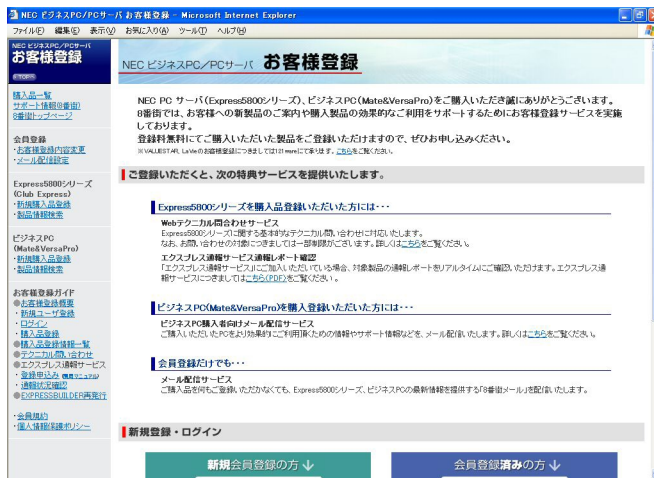 NEC ビジネスPC/PCサーバ お客様登録 - Microsoft Internet Explorer
ファイル(F) 編集(E) 表示(V) お気に入り(A) ツール(T) ヘルプ(H)
NEC ビジネスPC/PCサーバ
お客様登録
購入品一覧
サポート情報(8番街)
8番街トップページ
会員登録
・お客様登録内容変更
・メール配信設定
Express5800シリーズ
(Club Express)
・新規購入品登録
・製品情報検索
ビジネスPC
(Mate&VersaPro)
・新規購入品登録
・製品情報検索
お客様登録ガイド
●お客様登録概要
・新規ユーザ登録
・ログイン
・購入品登録
●購入品登録情報一覧
●テクニカル問い合わせ
●エクスプレス通報サービス
・登録申込み
・通報状況確認
●EXPRESSBUILDER再発行
・会員規約
・個人情報保護ポリシー
NEC ビジネスPC/PCサーバ お客様登録
NEC PC サーバ(Express5800シリーズ)、ビジネスPC(Mate&VersaPro)をご購入いただき誠にありがとうございます。
8番街では、お客様への新製品のご案内や購入製品の効果的なご利用をサポートするためにお客様登録サービスを実施
しております。
登録料無料にてご購入いただいた製品をご登録いただけますので、ぜひお申し込みください。
※VALUESTAR, LaVieのお客様登録につきましては121wareにて承ります。こちらをご覧ください。
ご登録いただくと、次の特典サービスを提供いたします。
Express5800シリーズを購入品登録いただいた方には・・・
Webテクニカル問合わせサービス
Express5800シリーズに関する基本的なテクニカルな問い合わせに対応いたします。
なお、お問い合わせの対象につきましては一部制限がございます。詳しくはこちらをご覧ください。
エクスプレス通報サービス通報レポート確認
「エクスプレス通報サービス」にご加入いただいている場合、対象製品の通報レポートをリアルタイムにご確認いただけます。エクスプレス通
報サービスにつきましてはこちら(PDF)をご覧ください。
ビジネスPC(Mate&VersaPro)を購入登録いただいた方には・・・
ビジネスPC購入者向けメール配信サービス
ご購入いただいたPCをより効果的にご利用頂くための情報やサポート情報などを、メール配信いたします。詳しくはこちらをご覧ください。
会員登録だけでも・・・
メール配信サービス
ご購入品を何もご登録いただかなくても、Express5800シリーズ、ビジネスPCの最新情報を提供する「8番街メール」を配信いたします。
新規登録・ログイン
新規会員登録の方
会員登録済みの方